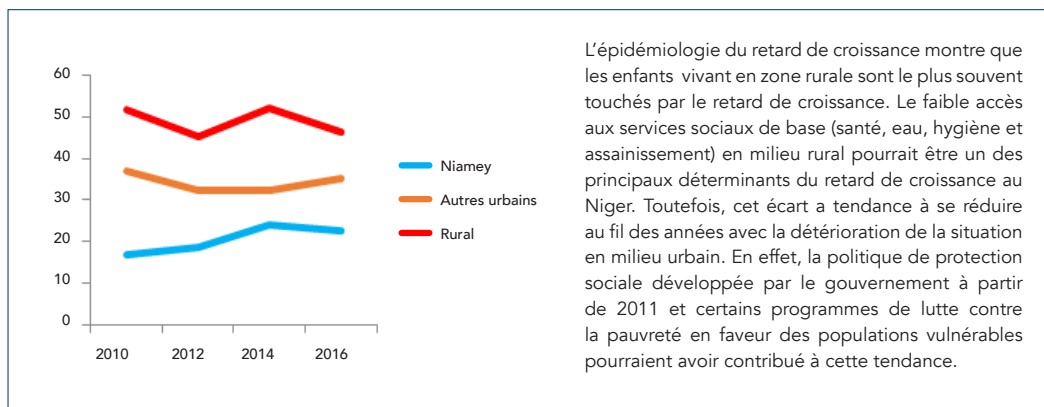 60
50
40
30
20
10
0
2010
2012
2014
2016
Niamey
Autres urbains
Rural
L'épidémiologie du retard de croissance montre que
les enfants vivant en zone rurale sont le plus souvent
touchés par le retard de croissance. Le faible accès
aux services sociaux de base (santé, eau, hygiène et
assainissement) en milieu rural pourrait être un des
principaux déterminants du retard de croissance au
Niger. Toutefois, cet écart a tendance à se réduire
au fil des années avec la détérioration de la situation
en milieu urbain. En effet, la politique de protection
sociale développée par le gouvernement à partir
de 2011 et certains programmes de lutte contre
la pauvreté en faveur des populations vulnérables
pourraient avoir contribué à cette tendance.